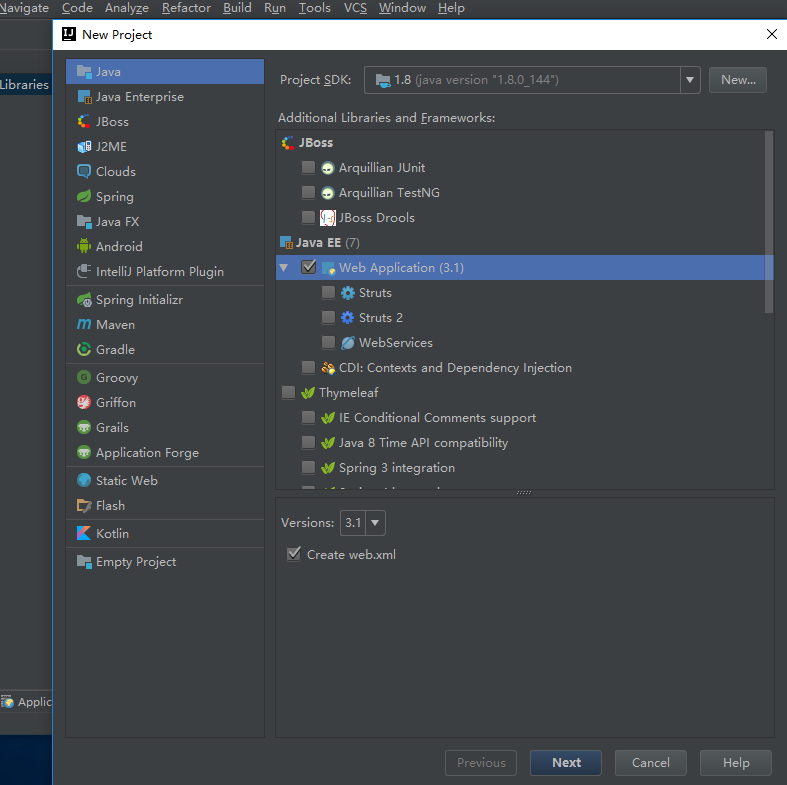 Navigate Code Analyze Refactor Build Run Tools VCS Window Help
New Project
Libraries
Java
Java Enterprise
JBoss
J2ME
Clouds
Spring
Java FX
Android
IntelliJ Platform Plugin
Spring Initializr
Maven
Gradle
Groovy
Griffon
Grails
Application Forge
Static Web
Flash
Kotlin
Empty Project
Project SDK: 1.8 (java version "1.8.0_144") New...
Additional Libraries and Frameworks:
JBoss
Arquillian JUnit
Arquillian TestNG
JBoss Drools
Java EE (7)
Web Application (3.1)
Struts
Struts 2
WebServices
CDI: Contexts and Dependency Injection
Thymeleaf
IE Conditional Comments support
Java 8 Time API compatibility
Spring 3 integration
Versions: 3.1
Create web.xml
Applic
Previous Next Cancel Help